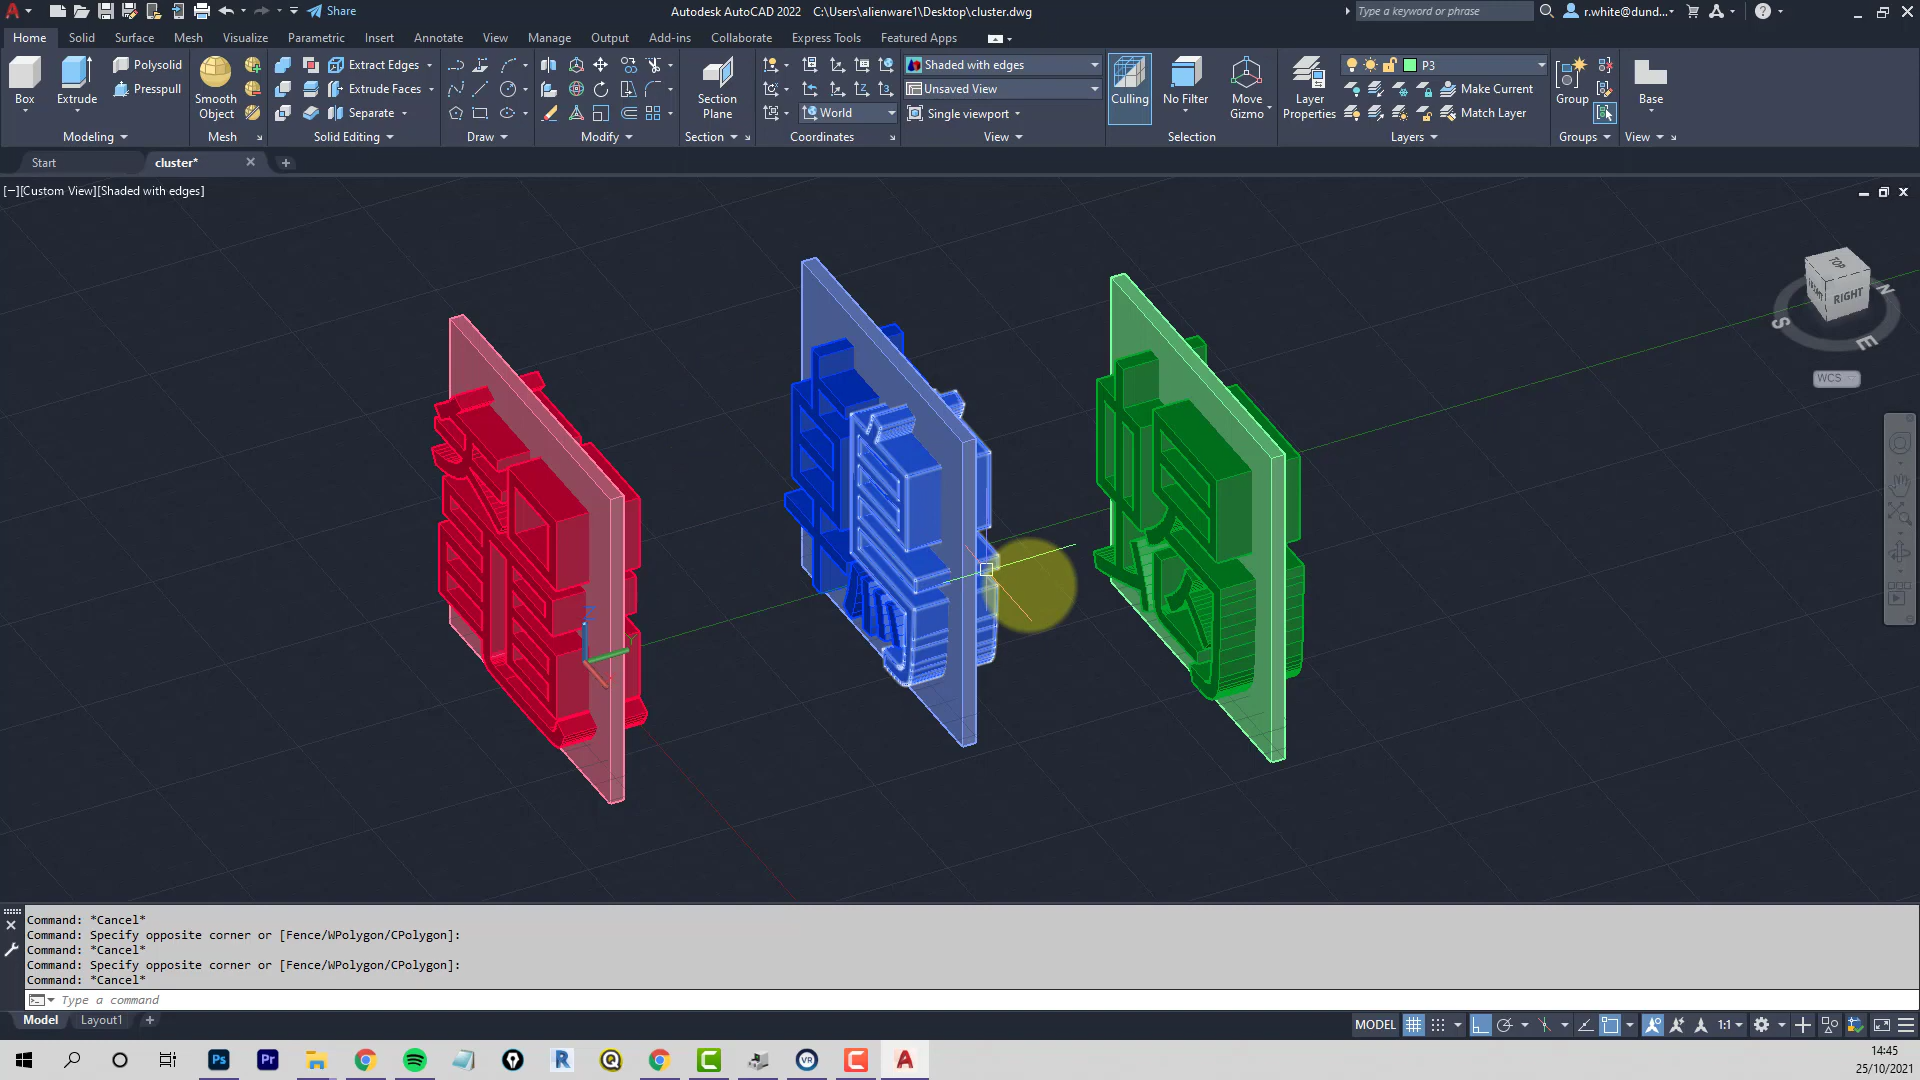 Share
Autodesk AutoCAD 2022 C:\Users\alienware1\Desktop\cluster.dwg
Type a keyword or phrase
r.white@dund...
Home Solid Surface Mesh Visualize Parametric Insert Annotate View Manage Output Add-ins Collaborate Express Tools Featured Apps
Box
Extrude
Polysolid
Presspull
Modeling
Smooth
Object
Mesh
Extract Edges
Extrude Faces
Separate
Solid Editing
Draw
Modify
Section
Plane
Section
World
Coordinates
Shaded with edges
Unsaved View
Single viewport
View
Culling
No Filter
Move
Gizmo
Selection
Layer
Properties
P3
Make Current
Match Layer
Layers
Group
Groups
Base
View
Start
cluster*
[−][Custom View][Shaded with edges]
TOP
RIGHT
S
E
N
WCS
Z
Command: *Cancel*
Command: Specify opposite corner or [Fence/WPolygon/CPolygon]:
Command: *Cancel*
Command: Specify opposite corner or [Fence/WPolygon/CPolygon]:
Command: *Cancel*
Type a command
Model Layout1
MODEL
1:1
Ps
Pr
R
VR
C
A
14:45
25/10/2021